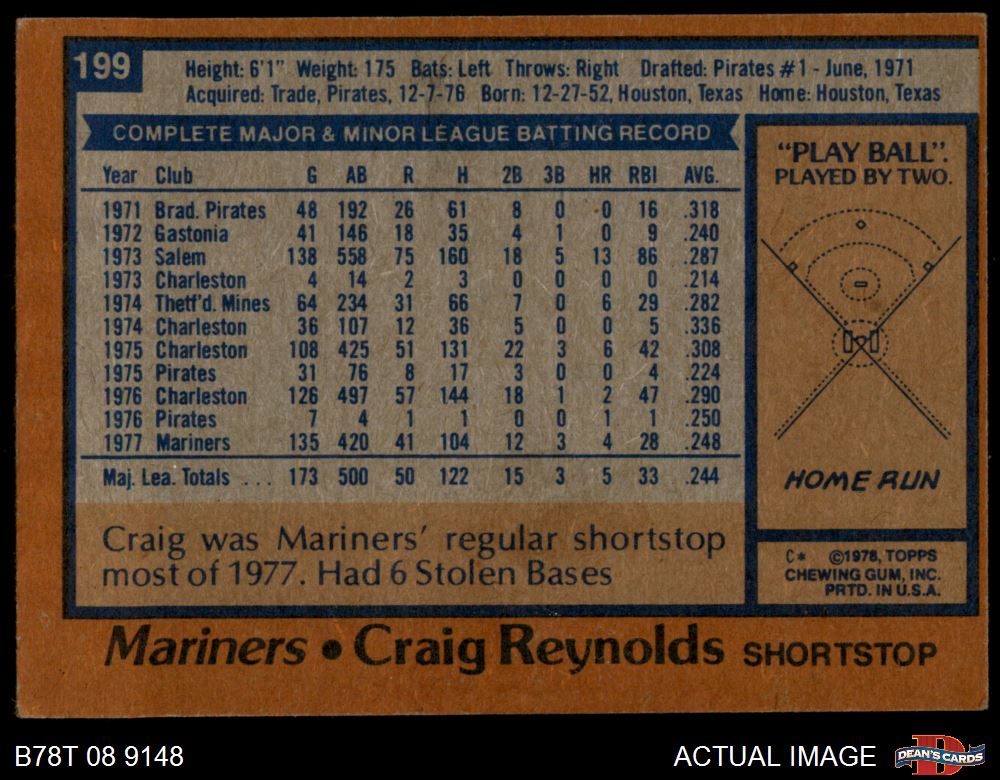 199
Height: 6'1" Weight: 175 Bats: Left Throws: Right Drafted: Pirates #1 - June, 1971
Acquired: Trade, Pirates, 12-7-76 Born: 12-27-52, Houston, Texas Home: Houston, Texas
COMPLETE MAJOR & MINOR LEAGUE BATTING RECORD
Year Club G AB R H 2B 3B HR RBI AVG.
1971 Brad. Pirates 48 192 26 61 8 0 0 16 .318
1972 Gastonia 41 146 18 35 4 1 0 9 .240
1973 Salem 138 558 75 160 18 5 13 86 .287
1973 Charleston 4 14 2 3 0 0 0 0 .214
1974 Thetf'd. Mines 64 234 31 66 7 0 6 29 .282
1974 Charleston 36 107 12 36 5 0 0 5 .336
1975 Charleston 108 425 51 131 22 3 6 42 .308
1975 Pirates 31 76 8 17 3 0 0 4 .224
1976 Charleston 126 497 57 144 18 1 2 47 .290
1976 Pirates 7 4 1 1 0 0 1 1 .250
1977 Mariners 135 420 41 104 12 3 4 28 .248
Maj. Lea. Totals ... 173 500 50 122 15 3 5 33 .244
Craig was Mariners' regular shortstop
most of 1977. Had 6 Stolen Bases
"PLAY BALL".
PLAYED BY TWO.
HOME RUN
C* ©1978, TOPPS
CHEWING GUM, INC.
PRTD. IN U.S.A.
Mariners • Craig Reynolds SHORTSTOP
B78T 08 9148
ACTUAL IMAGE
DEAN'S CARDS